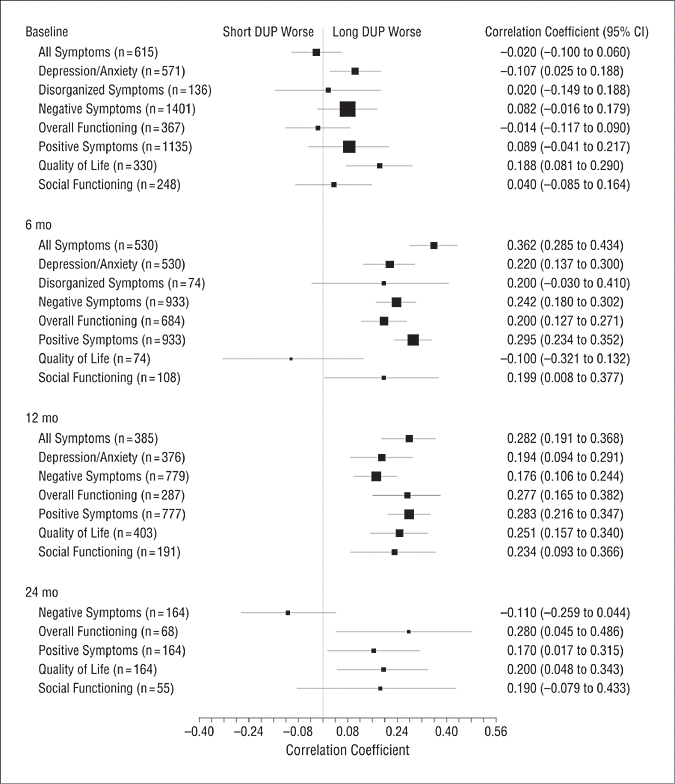 Baseline Short DUP Worse Long DUP Worse Correlation Coefficient (95% CI)
All Symptoms (n=615) −0.020 (−0.100 to 0.060)
Depression/Anxiety (n=571) −0.107 (0.025 to 0.188)
Disorganized Symptoms (n=136) 0.020 (−0.149 to 0.188)
Negative Symptoms (n=1401) 0.082 (−0.016 to 0.179)
Overall Functioning (n=367) −0.014 (−0.117 to 0.090)
Positive Symptoms (n=1135) 0.089 (−0.041 to 0.217)
Quality of Life (n=330) 0.188 (0.081 to 0.290)
Social Functioning (n=248) 0.040 (−0.085 to 0.164)
6 mo
All Symptoms (n=530) 0.362 (0.285 to 0.434)
Depression/Anxiety (n=530) 0.220 (0.137 to 0.300)
Disorganized Symptoms (n=74) 0.200 (−0.030 to 0.410)
Negative Symptoms (n=933) 0.242 (0.180 to 0.302)
Overall Functioning (n=684) 0.200 (0.127 to 0.271)
Positive Symptoms (n=933) 0.295 (0.234 to 0.352)
Quality of Life (n=74) −0.100 (−0.321 to 0.132)
Social Functioning (n=108) 0.199 (0.008 to 0.377)
12 mo
All Symptoms (n=385) 0.282 (0.191 to 0.368)
Depression/Anxiety (n=376) 0.194 (0.094 to 0.291)
Negative Symptoms (n=779) 0.176 (0.106 to 0.244)
Overall Functioning (n=287) 0.277 (0.165 to 0.382)
Positive Symptoms (n=777) 0.283 (0.216 to 0.347)
Quality of Life (n=403) 0.251 (0.157 to 0.340)
Social Functioning (n=191) 0.234 (0.093 to 0.366)
24 mo
Negative Symptoms (n=164) −0.110 (−0.259 to 0.044)
Overall Functioning (n=68) 0.280 (0.045 to 0.486)
Positive Symptoms (n=164) 0.170 (0.017 to 0.315)
Quality of Life (n=164) 0.200 (0.048 to 0.343)
Social Functioning (n=55) 0.190 (−0.079 to 0.433)
−0.40 −0.24 −0.08 0.08 0.24 0.40 0.56
Correlation Coefficient